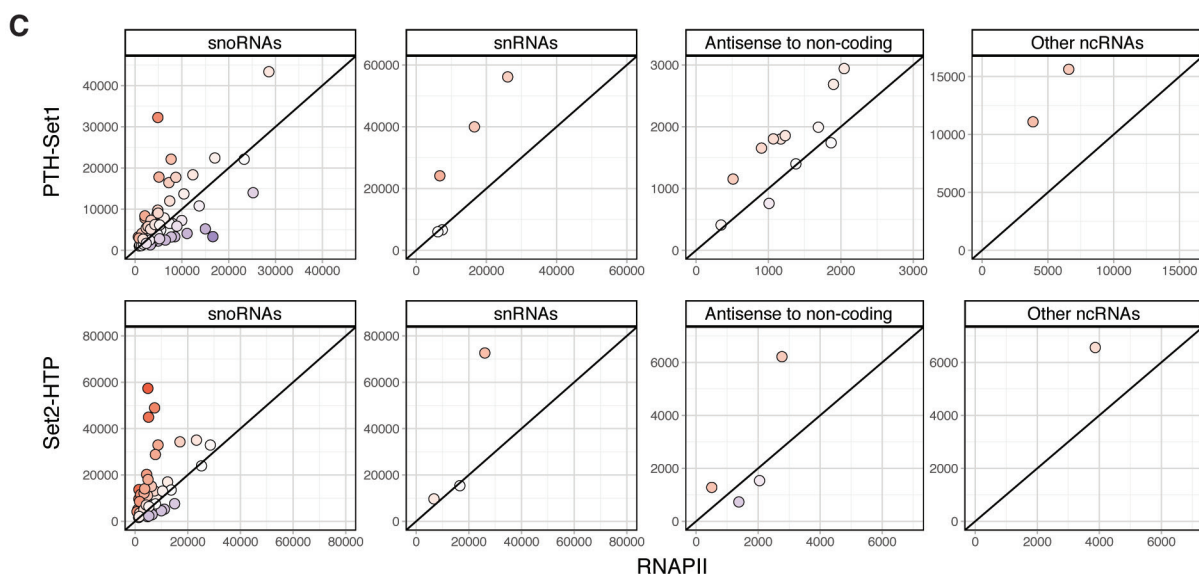 C
snoRNAs
snRNAs
Antisense to non-coding
Other ncRNAs
PTH-Set1
40000
30000
20000
10000
0
0 10000 20000 30000 40000
60000
40000
20000
0
0 20000 40000 60000
3000
2000
1000
0
0 1000 2000 3000
15000
10000
5000
0
0 5000 10000 15000
snoRNAs
snRNAs
Antisense to non-coding
Other ncRNAs
Set2-HTP
80000
60000
40000
20000
0
0 20000 40000 60000 80000
80000
60000
40000
20000
0
0 20000 40000 60000 80000
6000
4000
2000
0
0 2000 4000 6000
6000
4000
2000
0
0 2000 4000 6000
RNAPII